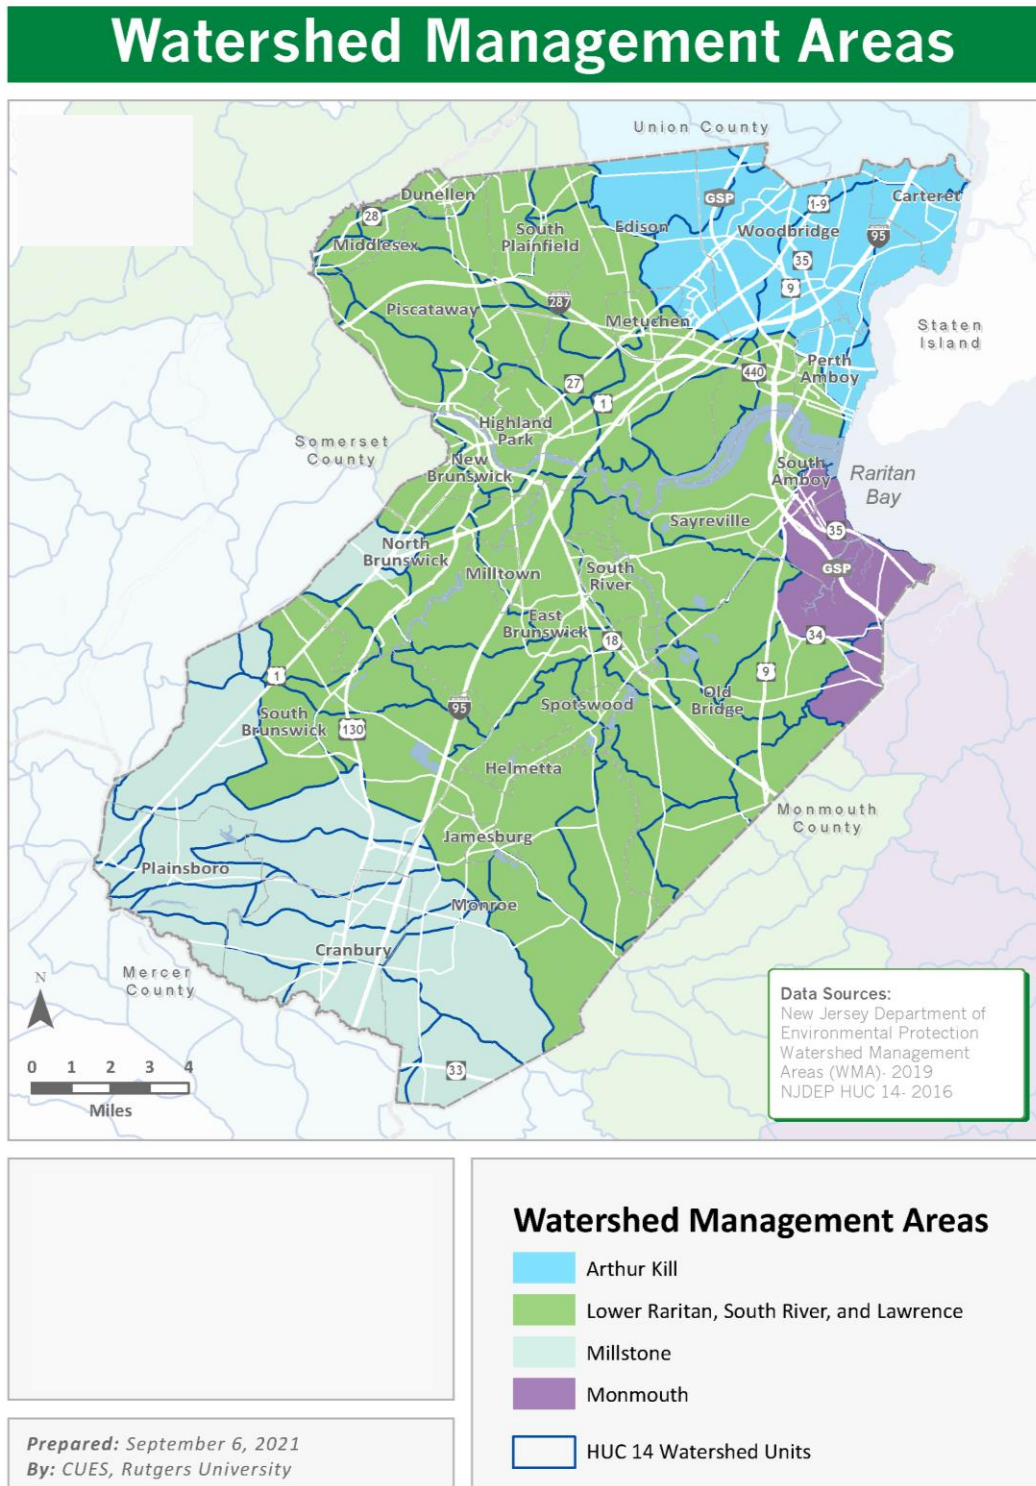 Watershed Management Areas
Union County
Dunellen
Carteret
GSP
1-9
28
South
Plainfield
Edison
Woodbridge
95
Middlesex
35
9
287
Piscataway
Metuchen
Staten
Island
Perth
Amboy
440
27
1
Highland
Park
Somerset
County
New
Brunswick
South
Amboy
Raritan
Bay
Sayreville
35
North
Brunswick
Milltown
South
River
GSP
East
Brunswick
18
34
1
9
95
Old
Bridge
South
Brunswick
130
Spotswood
Helmetta
Monmouth
County
Jamesburg
Plainsboro
Monroe
Cranbury
Mercer
County
33
N
0 1 2 3 4
Miles
Data Sources:
New Jersey Department of
Environmental Protection
Watershed Management
Areas (WMA)- 2019
NJDEP HUC 14- 2016
Watershed Management Areas
Arthur Kill
Lower Raritan, South River, and Lawrence
Millstone
Monmouth
HUC 14 Watershed Units
Prepared: September 6, 2021
By: CUES, Rutgers University